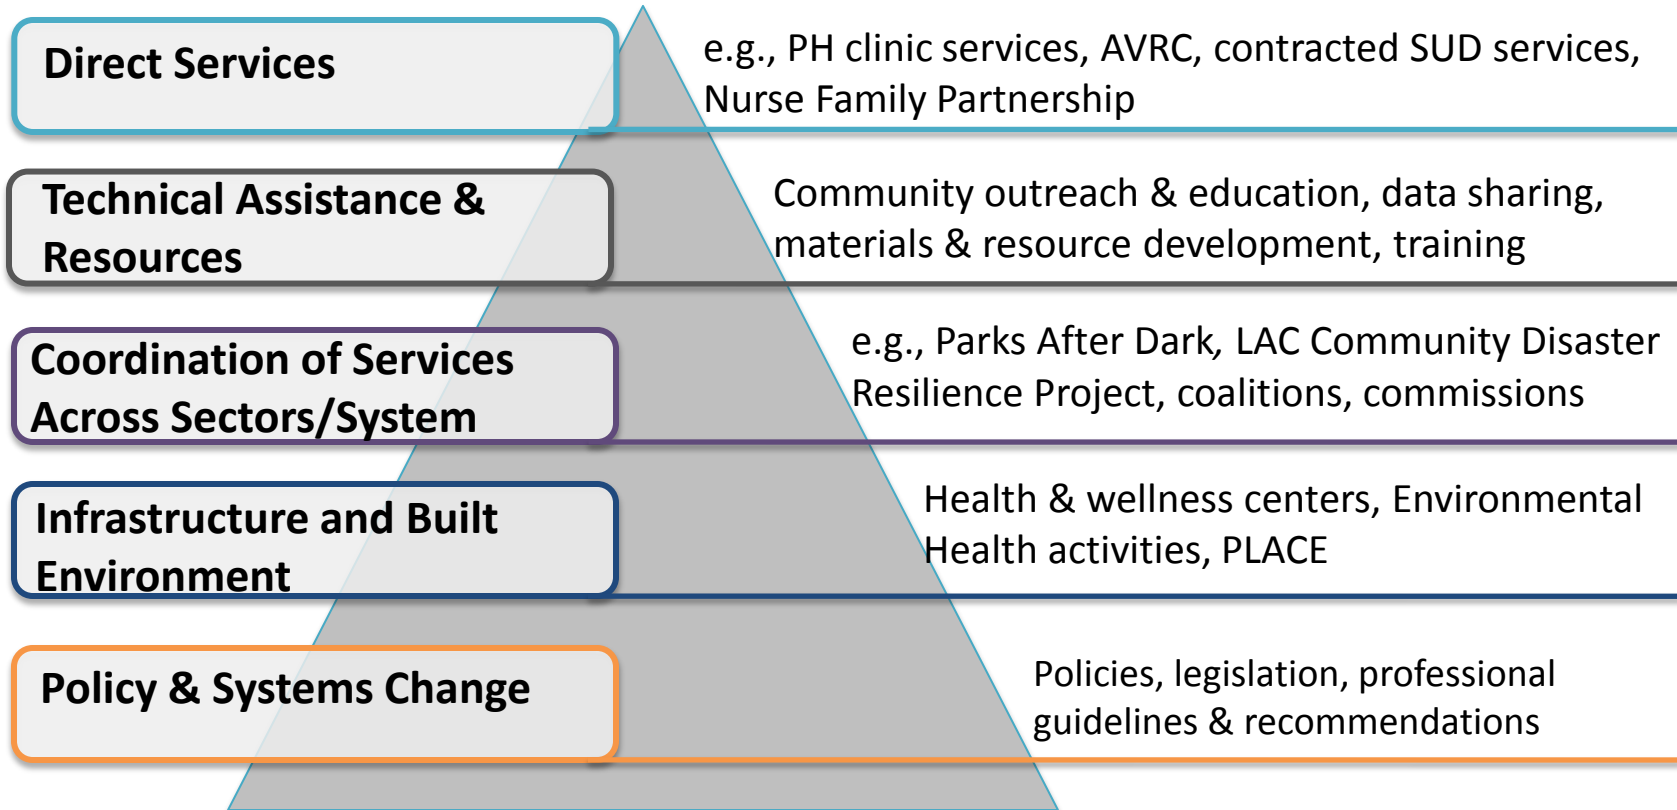 Direct Services
e.g., PH clinic services, AVRC, contracted SUD services,
Nurse Family Partnership
Technical Assistance &
Resources
Community outreach & education, data sharing,
materials & resource development, training
Coordination of Services
Across Sectors/System
e.g., Parks After Dark, LAC Community Disaster
Resilience Project, coalitions, commissions
Infrastructure and Built
Environment
Health & wellness centers, Environmental
Health activities, PLACE
Policy & Systems Change
Policies, legislation, professional
guidelines & recommendations